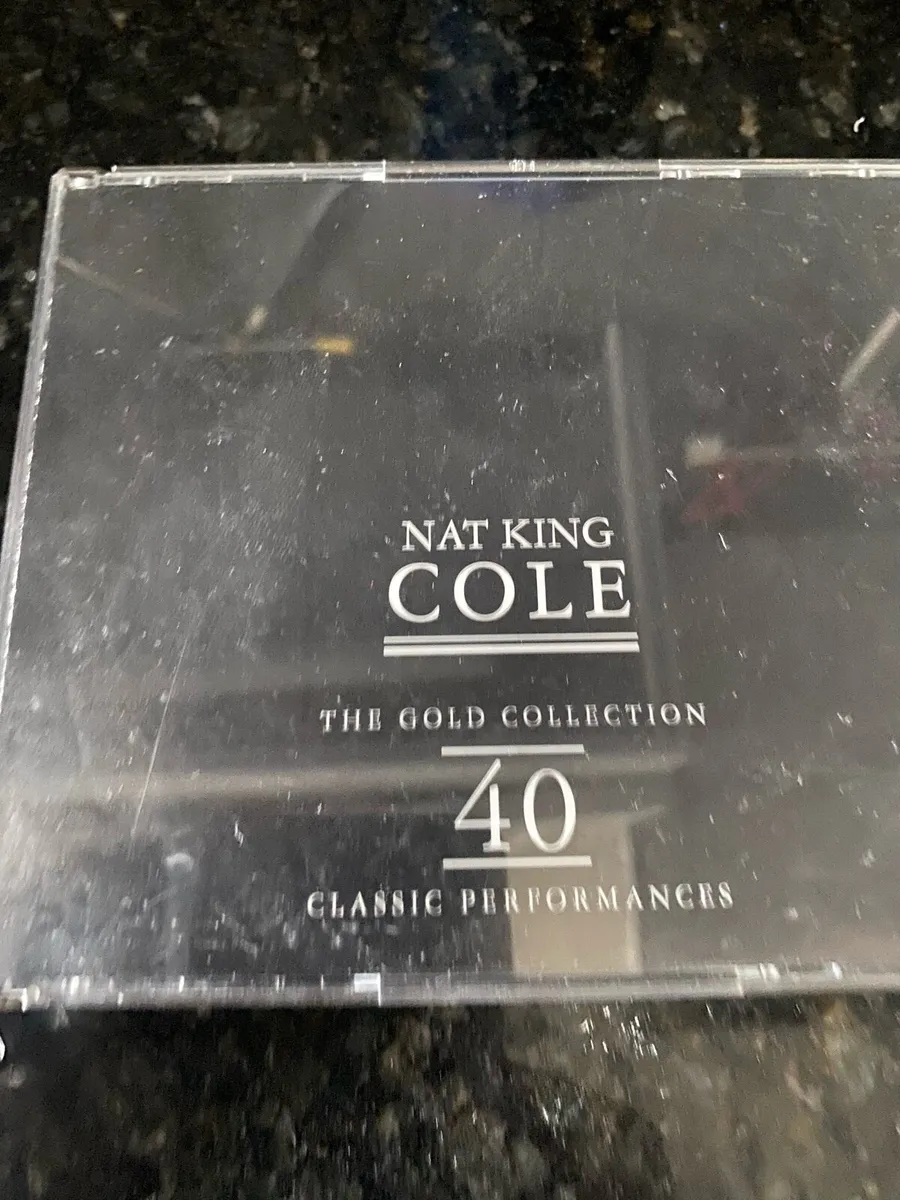 NAT KING
COLE
THE GOLD COLLECTION
40
CLASSIC PERFORMANCES